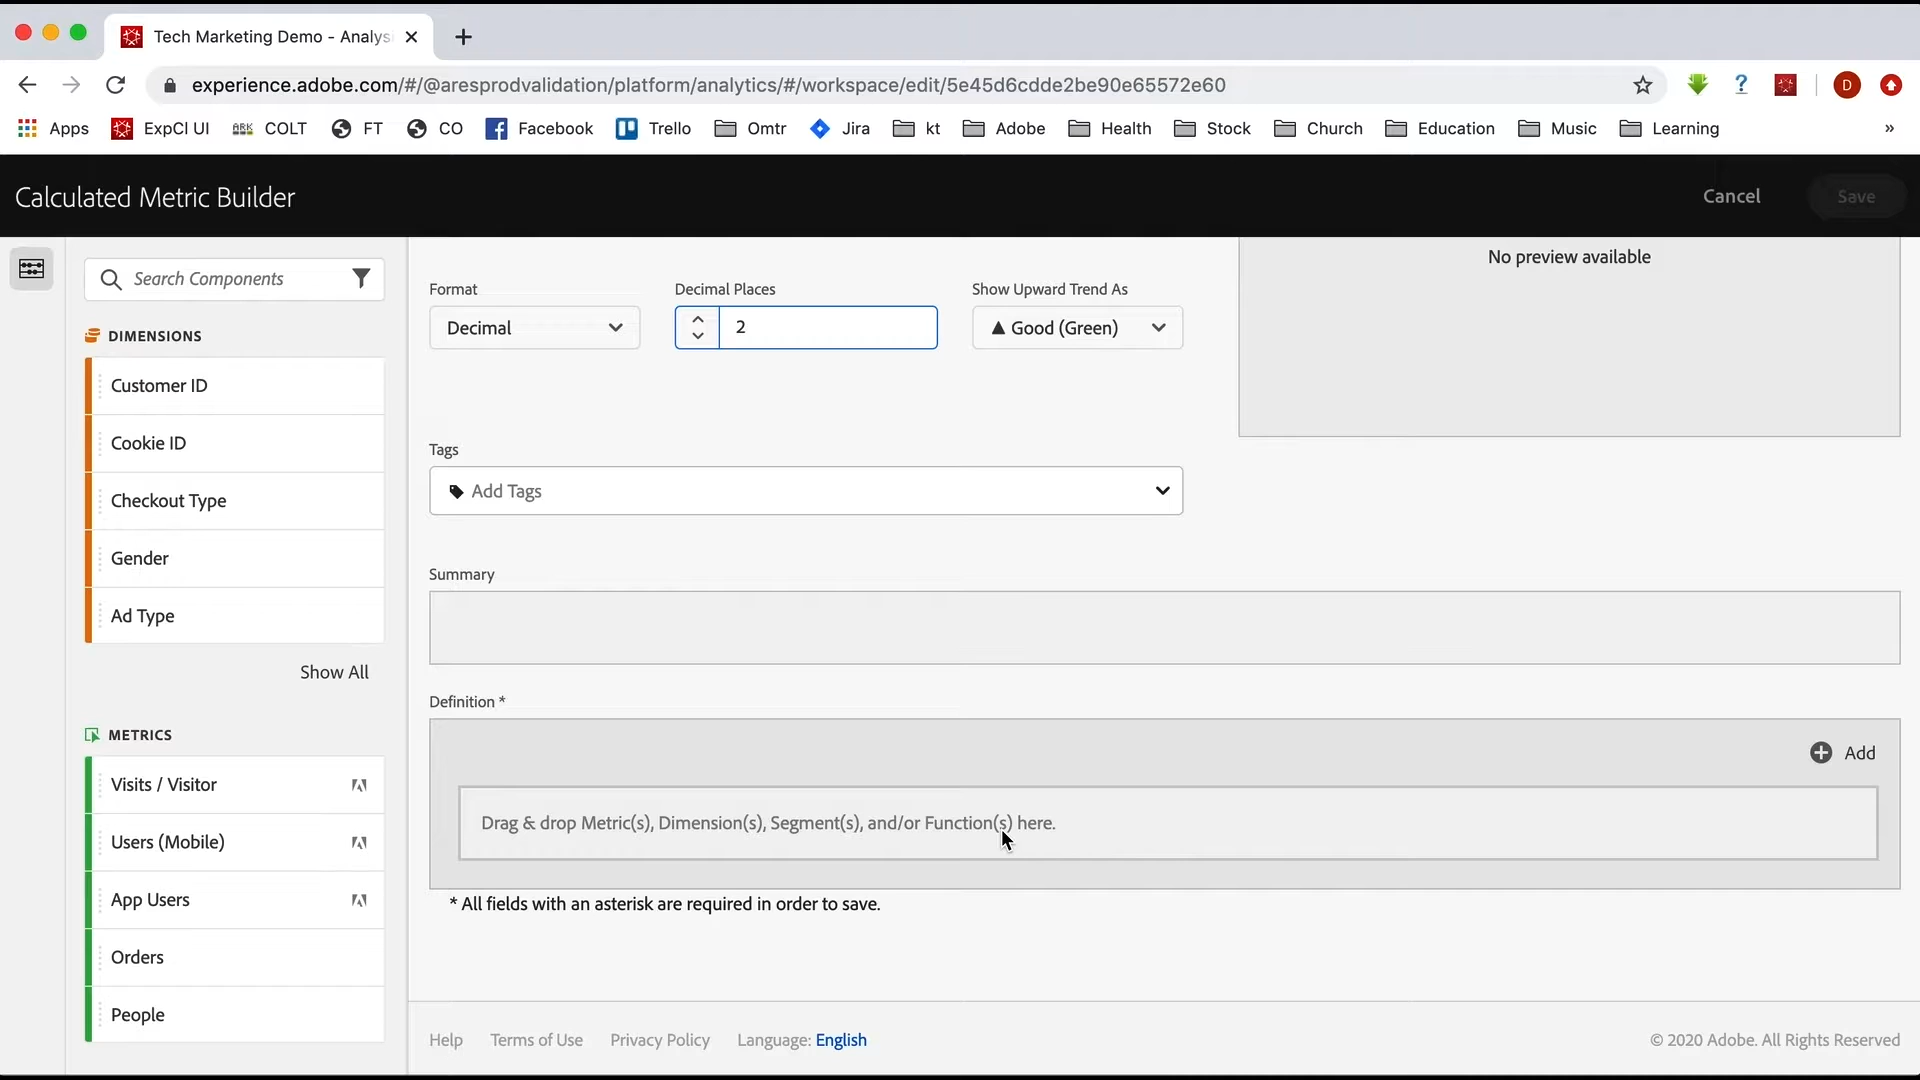 Tech Marketing Demo - Analys
experience.adobe.com/#/@aresprodvalidation/platform/analytics/#/workspace/edit/5e45d6cdde2be90e65572e60
D
Apps ExpCl UI COLT FT CO Facebook Trello Omtr Jira kt Adobe Health Stock Church Education Music Learning »
Calculated Metric Builder
Cancel
Save
Search Components
DIMENSIONS
Customer ID
Cookie ID
Checkout Type
Gender
Ad Type
Show All
METRICS
Visits / Visitor
Users (Mobile)
App Users
Orders
People
No preview available
Format
Decimal Places
Show Upward Trend As
Decimal
2
▲ Good (Green)
Tags
Add Tags
Summary
Definition *
Add
Drag & drop Metric(s), Dimension(s), Segment(s), and/or Function(s) here.
* All fields with an asterisk are required in order to save.
Help Terms of Use Privacy Policy Language: English
© 2020 Adobe. All Rights Reserved